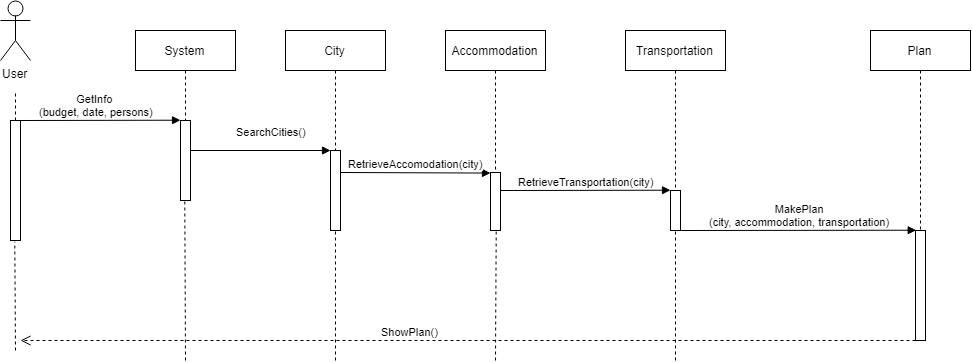 User
System
City
Accommodation
Transportation
Plan
GetInfo
(budget, date, persons)
SearchCities()
RetrieveAccomodation(city)
RetrieveTransportation(city)
MakePlan
(city, accommodation, transportation)
ShowPlan()